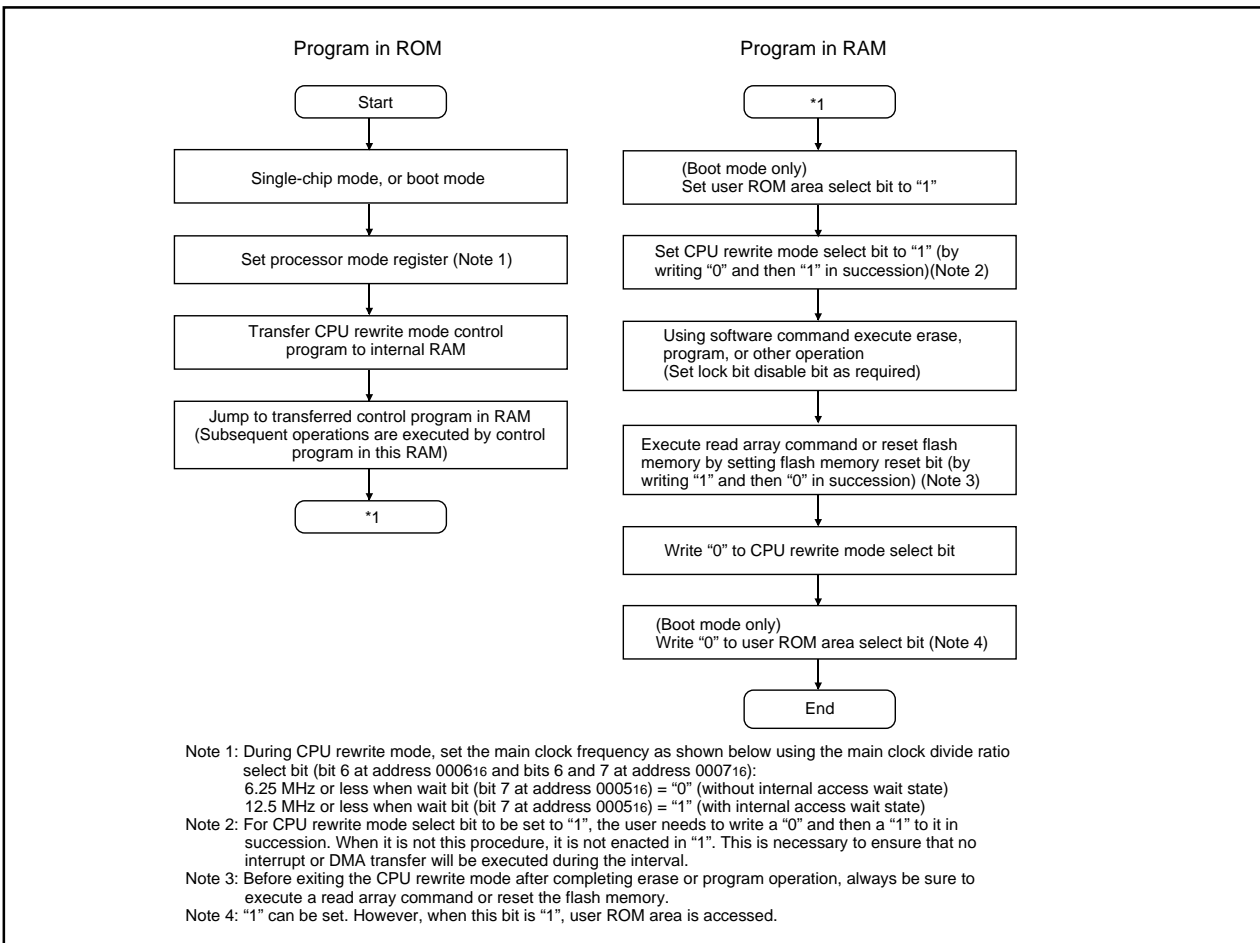 Program in ROM
Start
Single-chip mode, or boot mode
Set processor mode register (Note 1)
Transfer CPU rewrite mode control
program to internal RAM
Jump to transferred control program in RAM
(Subsequent operations are executed by control
program in this RAM)
*1
Program in RAM
*1
(Boot mode only)
Set user ROM area select bit to “1”
Set CPU rewrite mode select bit to “1” (by
writing “0” and then “1” in succession)(Note 2)
Using software command execute erase,
program, or other operation
(Set lock bit disable bit as required)
Execute read array command or reset flash
memory by setting flash memory reset bit (by
writing “1” and then “0” in succession) (Note 3)
Write “0” to CPU rewrite mode select bit
(Boot mode only)
Write “0” to user ROM area select bit (Note 4)
End
Note 1: During CPU rewrite mode, set the main clock frequency as shown below using the main clock divide ratio
select bit (bit 6 at address 000616 and bits 6 and 7 at address 000716):
6.25 MHz or less when wait bit (bit 7 at address 000516) = “0” (without internal access wait state)
12.5 MHz or less when wait bit (bit 7 at address 000516) = “1” (with internal access wait state)
Note 2: For CPU rewrite mode select bit to be set to “1”, the user needs to write a “0” and then a “1” to it in
succession. When it is not this procedure, it is not enacted in “1”. This is necessary to ensure that no
interrupt or DMA transfer will be executed during the interval.
Note 3: Before exiting the CPU rewrite mode after completing erase or program operation, always be sure to
execute a read array command or reset the flash memory.
Note 4: “1” can be set. However, when this bit is “1”, user ROM area is accessed.